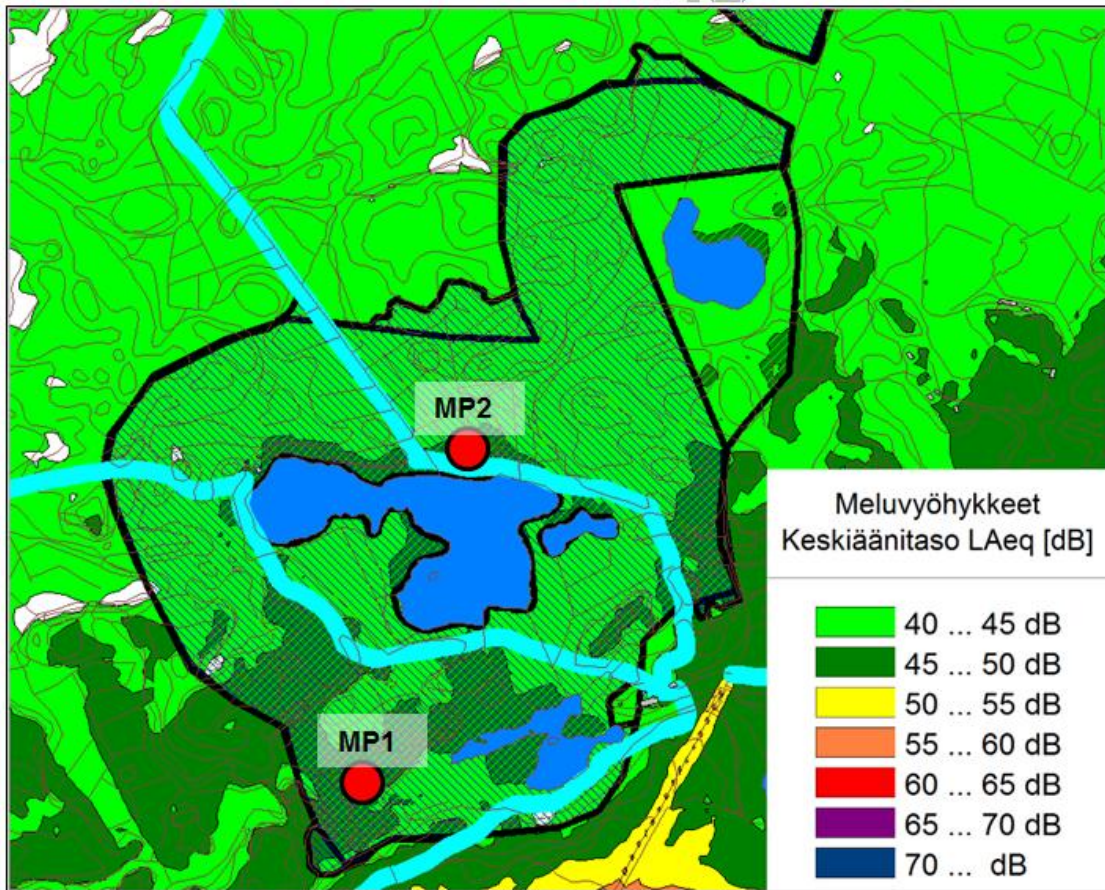 MP2
MP1
Meluvyöhykkeet
Keskiäänitaso LAeq [dB]
40 ... 45 dB
45 ... 50 dB
50 ... 55 dB
55 ... 60 dB
60 ... 65 dB
65 ... 70 dB
70 ... dB